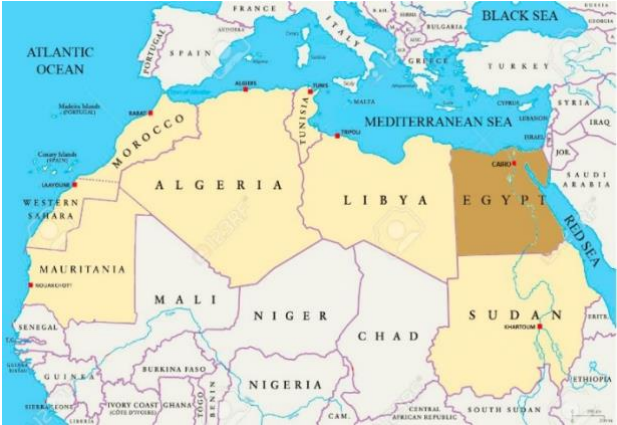 FRANCE
BLACK SEA
ATLANTIC
OCEAN
PORTUGAL
SPAIN
ITALY
BULGARIA
GREECE
TURKEY
ALGIERS
TUNIS
MALTA
CYPRUS
SYRIA
LEBANON
IRAQ
Madeira Islands
(PORTUGAL)
RABAT
TUNISIA
TRIPOLI
MEDITERRANEAN SEA
ISRAEL
JOR.
MOROCCO
CAIRO
SAUDI
ARABIA
Canary Islands
(SPAIN)
LAAYOUNE
ALGERIA
LIBYA
EGYPT
WESTERN
SAHARA
RED SEA
MAURITANIA
NOUAKCHOTT
MALI
NIGER
CHAD
SUDAN
KHARTOUM
ERITR.
SENEGAL
GUINEA
BURKINA FASO
NIGERIA
ETHIOPIA
SIERRA LEONE
IVORY COAST
(CÔTE D'IVOIRE)
GHANA
TOGO
BENIN
LIBERIA
CAM.
CENTRAL
AFRICAN REPUBLIC
SOUTH SUDAN